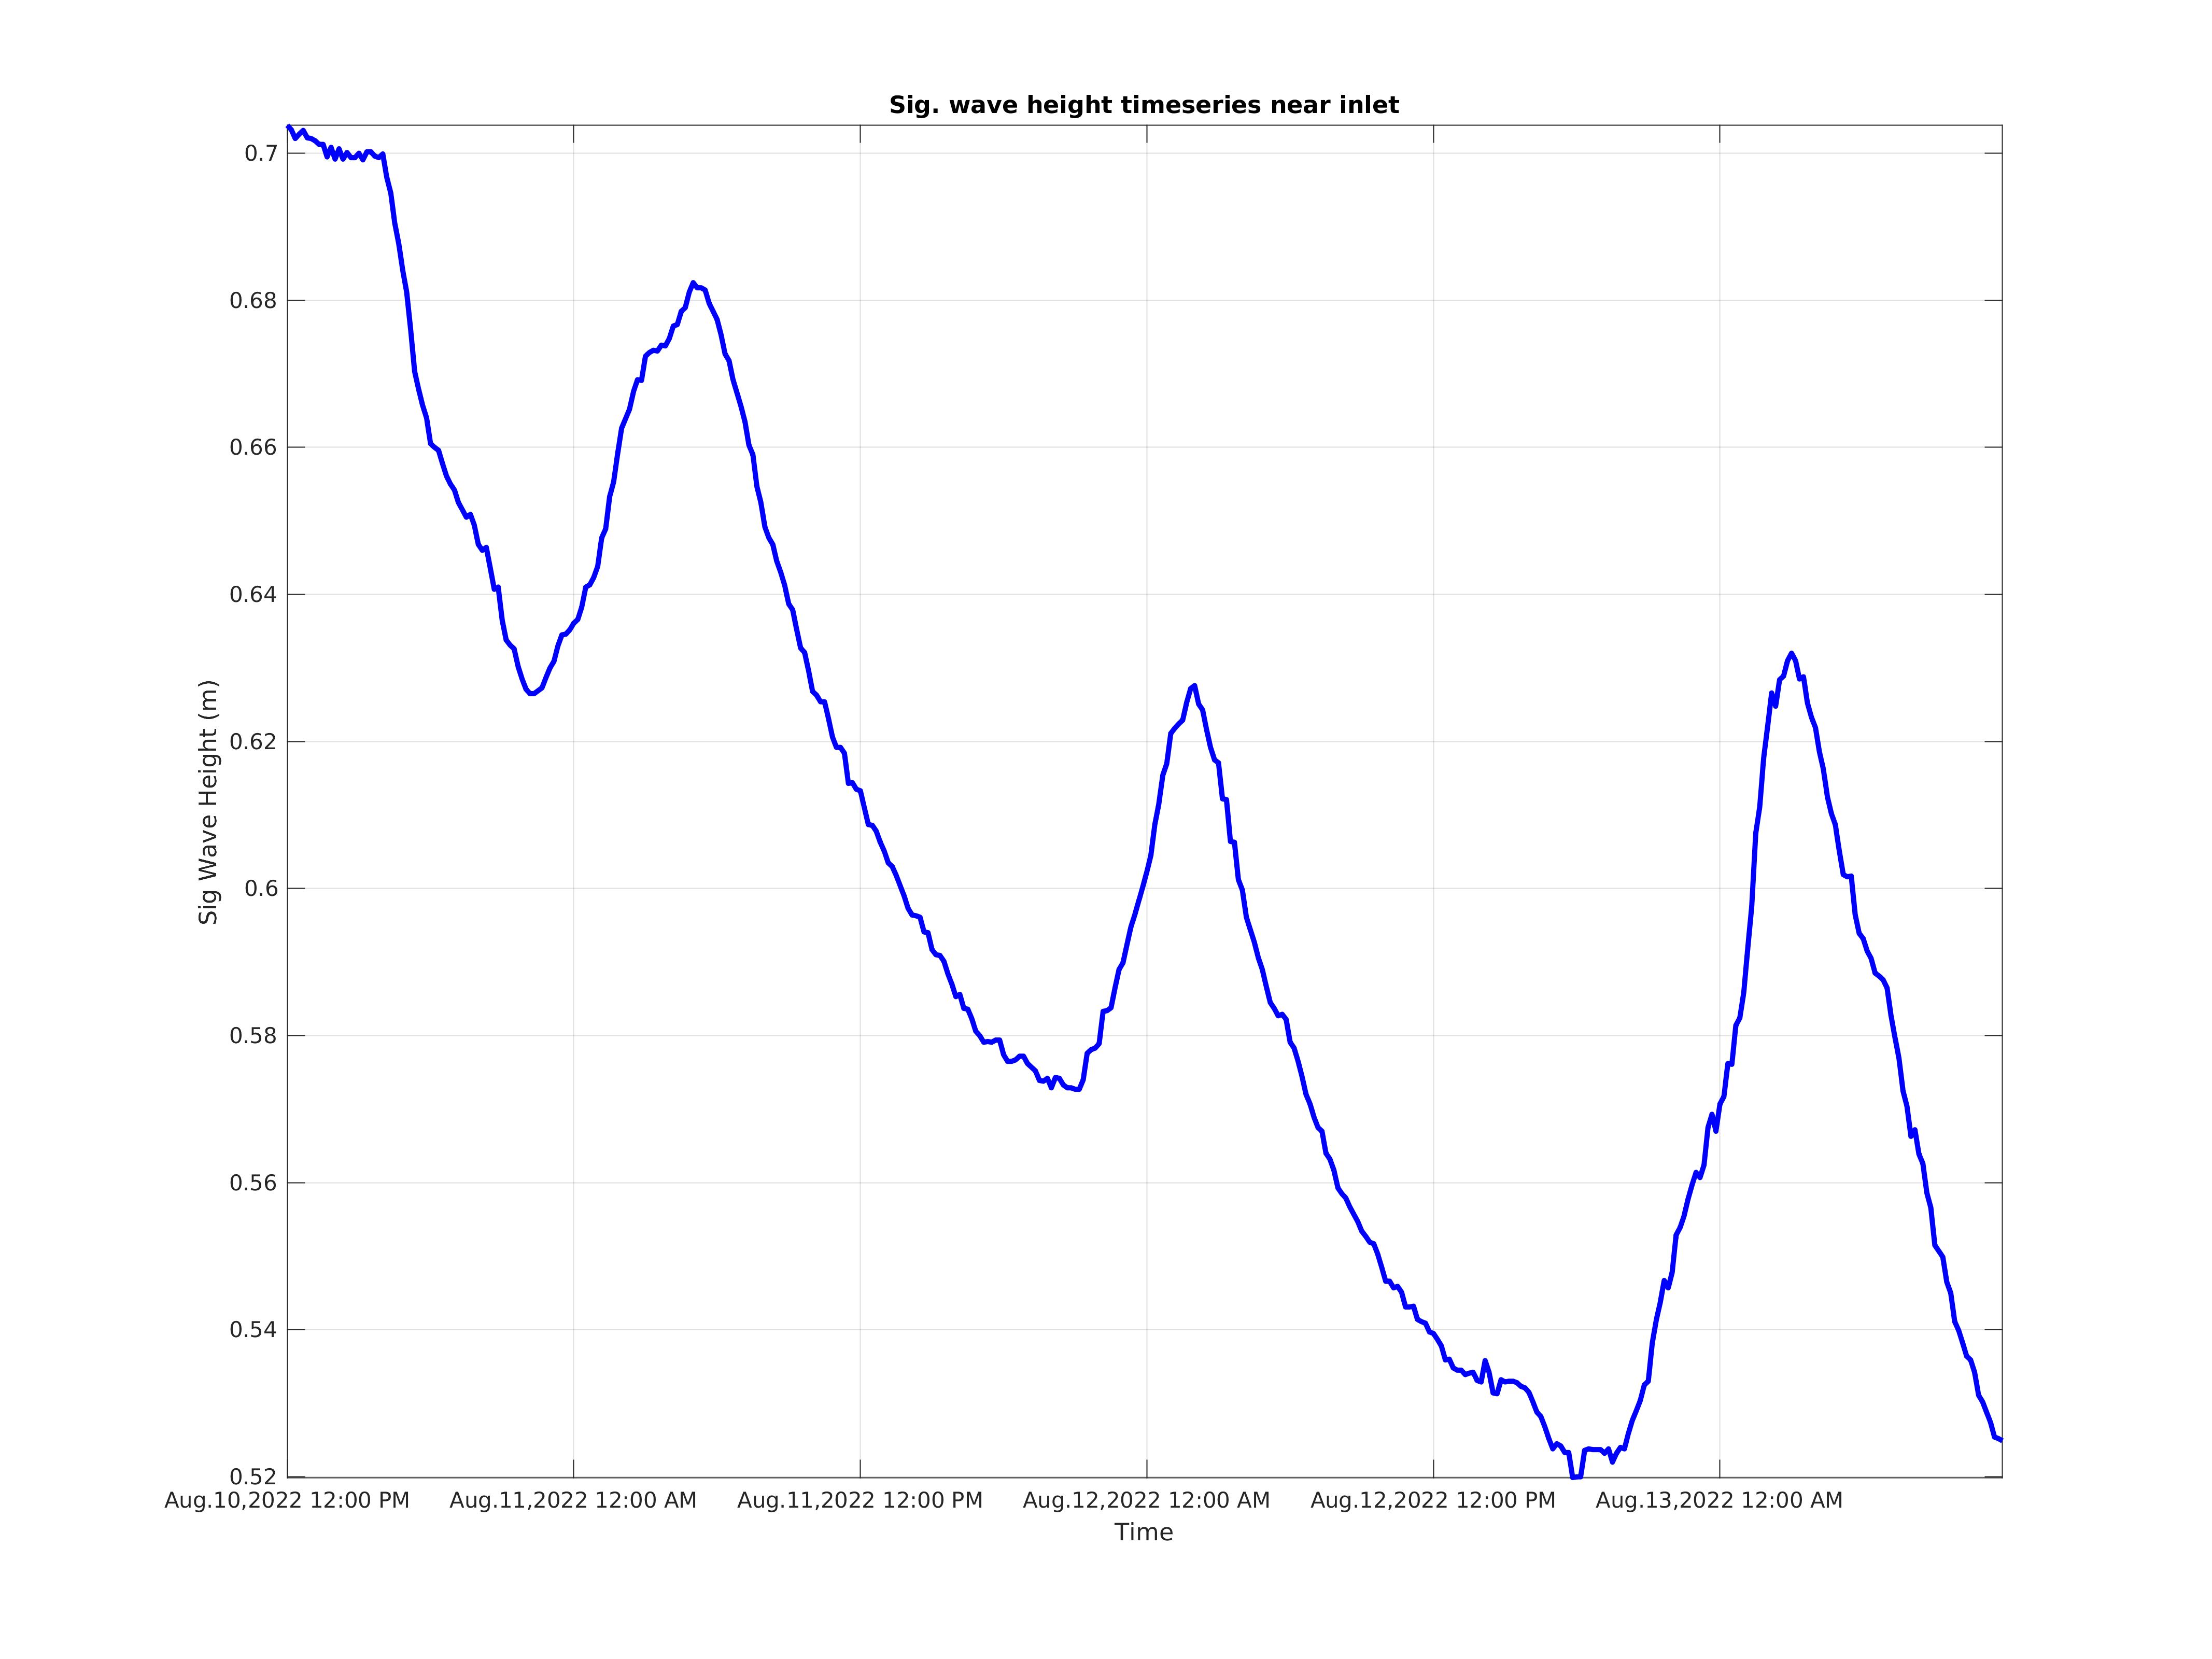 Sig. wave height timeseries near inlet
0.7
0.68
0.66
0.64
0.62
0.6
0.58
0.56
0.54
0.52
Sig Wave Height (m)
Aug.10,2022 12:00 PM
Aug.11,2022 12:00 AM
Aug.11,2022 12:00 PM
Aug.12,2022 12:00 AM
Aug.12,2022 12:00 PM
Aug.13,2022 12:00 AM
Time